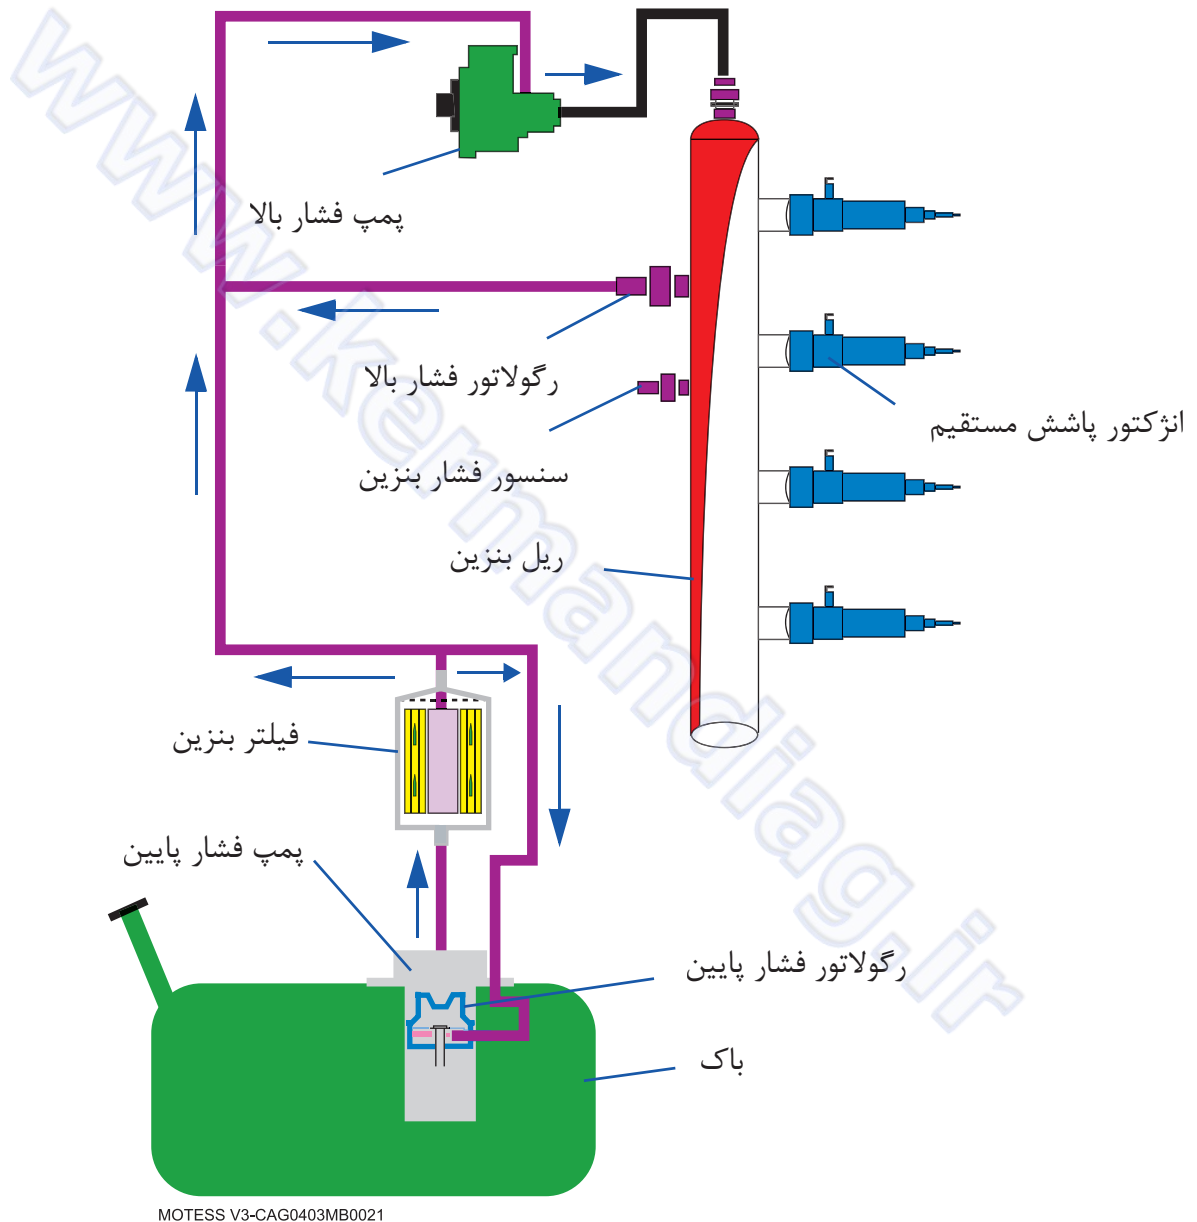 پمپ فشار بالا
رگولاتور فشار بالا
انژکتور پاشش مستقیم
سنسور فشار بنزین
ریل بنزین
فیلتر بنزین
پمپ فشار پایین
رگولاتور فشار پایین
باک
MOTESS V3-CAG0403MB0021
www.kermandiag.ir